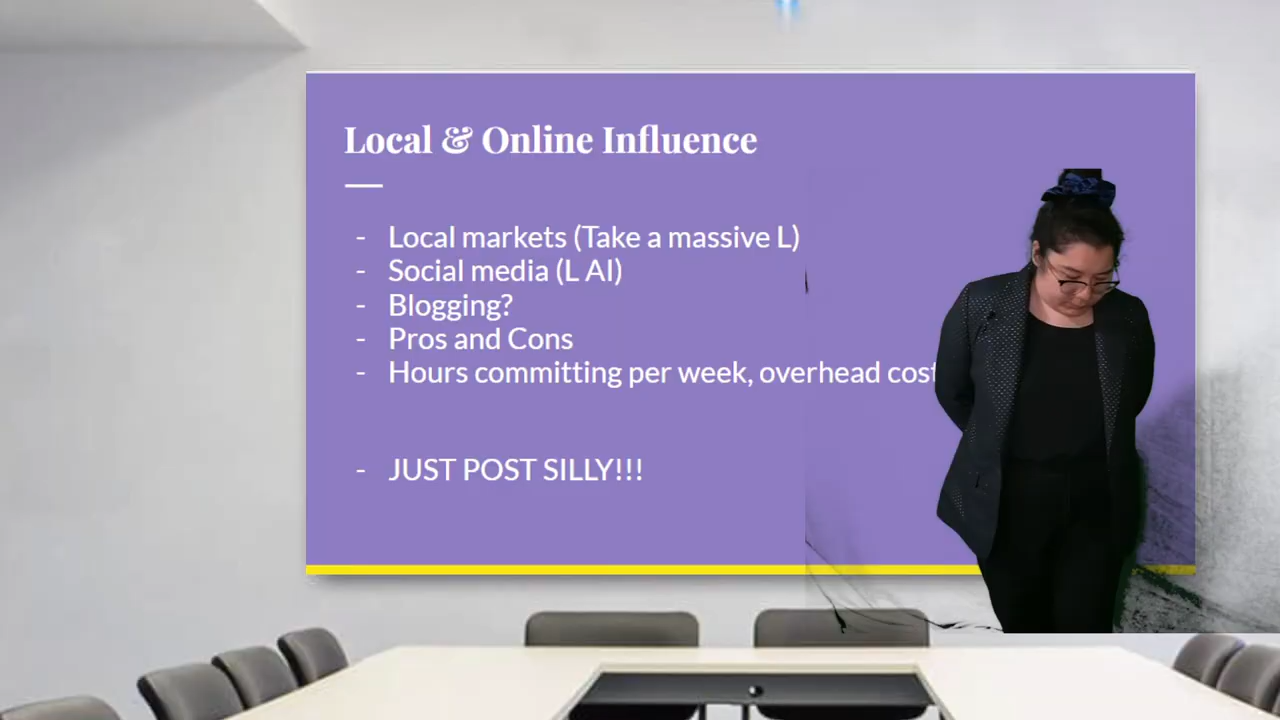 Local & Online Influence
- Local markets (Take a massive L)
- Social media (L AI)
- Blogging?
- Pros and Cons
- Hours committing per week, overhead
- JUST POST SILLY!!!